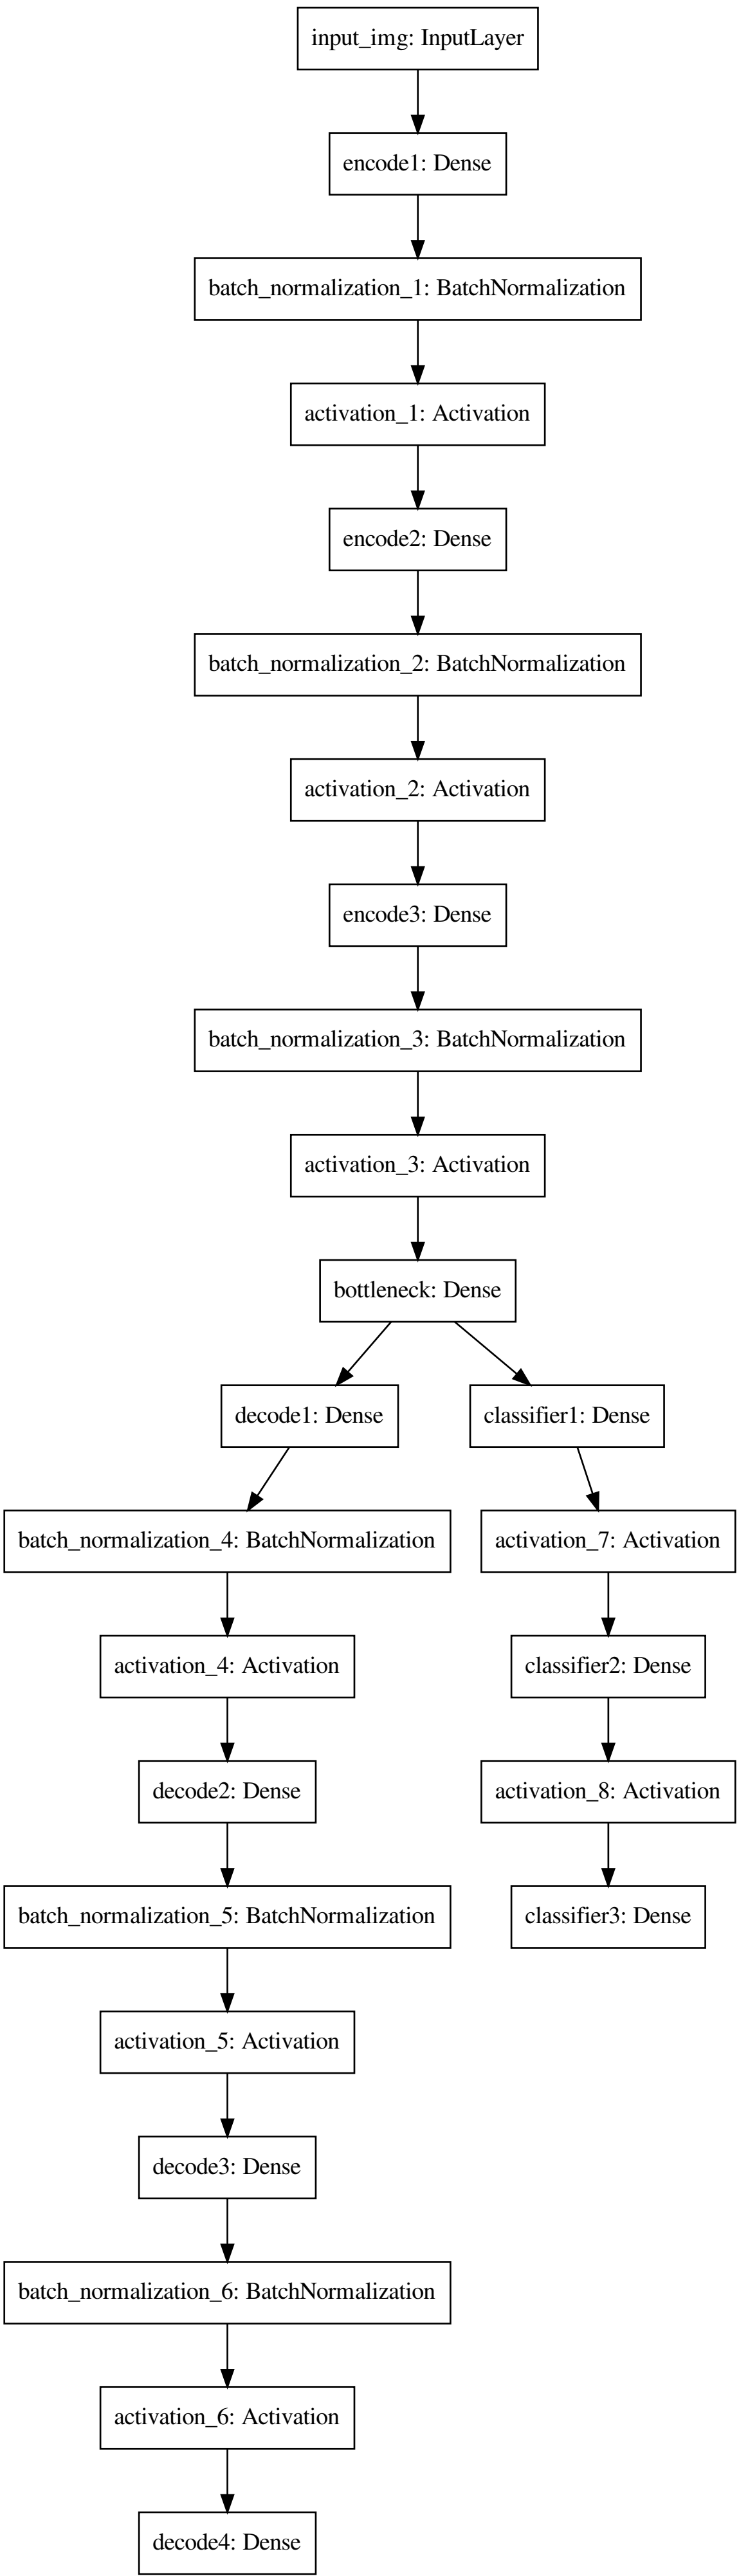 input_img: InputLayer
encode1: Dense
batch_normalization_1: BatchNormalization
activation_1: Activation
encode2: Dense
batch_normalization_2: BatchNormalization
activation_2: Activation
encode3: Dense
batch_normalization_3: BatchNormalization
activation_3: Activation
bottleneck: Dense
decode1: Dense
classifier1: Dense
batch_normalization_4: BatchNormalization
activation_7: Activation
activation_4: Activation
classifier2: Dense
decode2: Dense
activation_8: Activation
batch_normalization_5: BatchNormalization
classifier3: Dense
activation_5: Activation
decode3: Dense
batch_normalization_6: BatchNormalization
activation_6: Activation
decode4: Dense